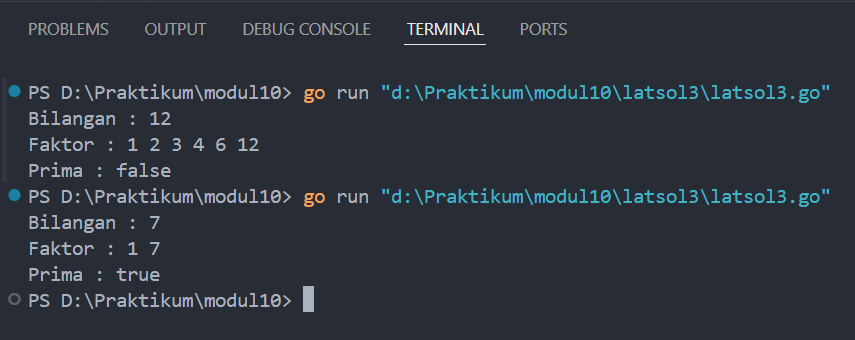 PROBLEMS OUTPUT DEBUG CONSOLE TERMINAL PORTS
PS D:\Praktikum\modul10> go run "d:\Praktikum\modul10\latsol3\latsol3.go"
Bilangan : 12
Faktor : 1 2 3 4 6 12
Prima : false
PS D:\Praktikum\modul10> go run "d:\Praktikum\modul10\latsol3\latsol3.go"
Bilangan : 7
Faktor : 1 7
Prima : true
PS D:\Praktikum\modul10>